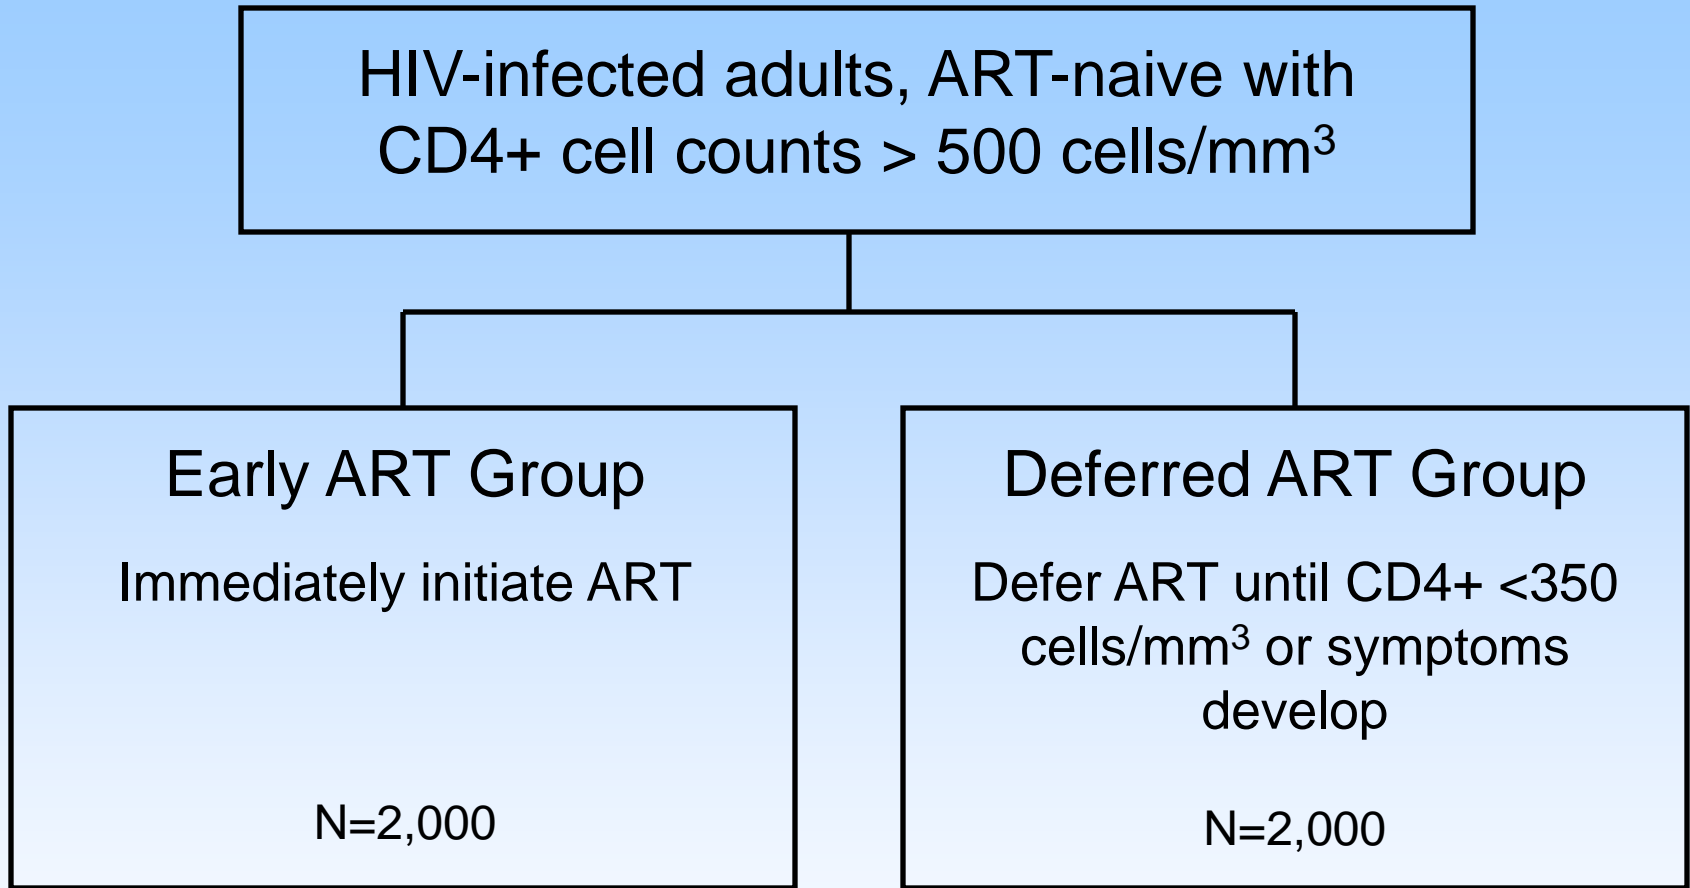 HIV-infected adults, ART-naive with
CD4+ cell counts > 500 cells/mm³
Early ART Group
Immediately initiate ART
N=2,000
Deferred ART Group
Defer ART until CD4+ <350
cells/mm³ or symptoms
develop
N=2,000